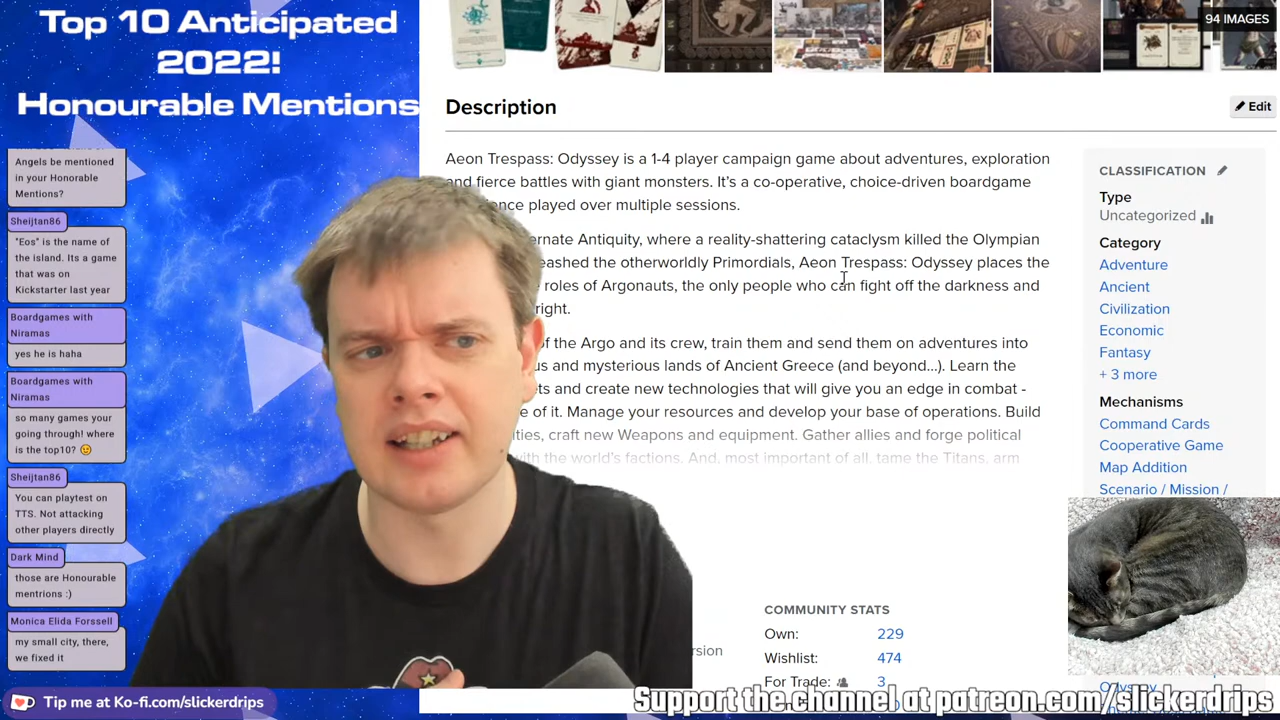 Top 10 Anticipated
2022!
Honourable Mentions
Angels be mentioned
in your Honorable
Mentions?
Sheijtan86
"Eos" is the name of
the island. Its a game
that was on
Kickstarter last year
Boardgames with
Niramas
yes he is haha
Boardgames with
Niramas
so many games your
going through! where
is the top10?
Sheijtan86
You can playtest on
TTS. Not attacking
other players directly
Dark Mind
those are Honourable
mentrions :)
Monica Elida Forssell
my small city, there,
we fixed it
Tip me at Ko-fi.com/slickerdrips
94 IMAGES
Description
Edit
Aeon Trespass: Odyssey is a 1-4 player campaign game about adventures, exploration
and fierce battles with giant monsters. It's a co-operative, choice-driven boardgame
played over multiple sessions.
Antiquity, where a reality-shattering cataclysm killed the Olympian
the otherworldly Primordials, Aeon Trespass: Odyssey places the
roles of Argonauts, the only people who can fight off the darkness and
right.
of the Argo and its crew, train them and send them on adventures into
and mysterious lands of Ancient Greece (and beyond...). Learn the
and create new technologies that will give you an edge in combat -
of it. Manage your resources and develop your base of operations. Build
craft new Weapons and equipment. Gather allies and forge political
with the world's factions. And, most important of all, tame the Titans, arm
CLASSIFICATION
Type
Uncategorized
Category
Adventure
Ancient
Civilization
Economic
Fantasy
+ 3 more
Mechanisms
Command Cards
Cooperative Game
Map Addition
Scenario / Mission /
COMMUNITY STATS
Own: 229
Wishlist: 474
For Trade: 3
Support the channel at patreon.com/slickerdrips